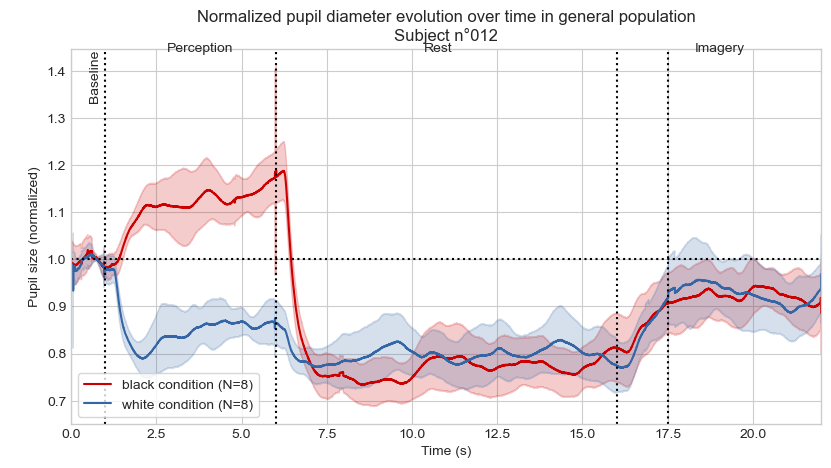 Normalized pupil diameter evolution over time in general population
Subject n°012
Baseline
Perception
Rest
Imagery
Pupil size (normalized)
1.4
1.3
1.2
1.1
1.0
0.9
0.8
0.7
black condition (N=8)
white condition (N=8)
0.0 2.5 5.0 7.5 10.0 12.5 15.0 17.5 20.0
Time (s)